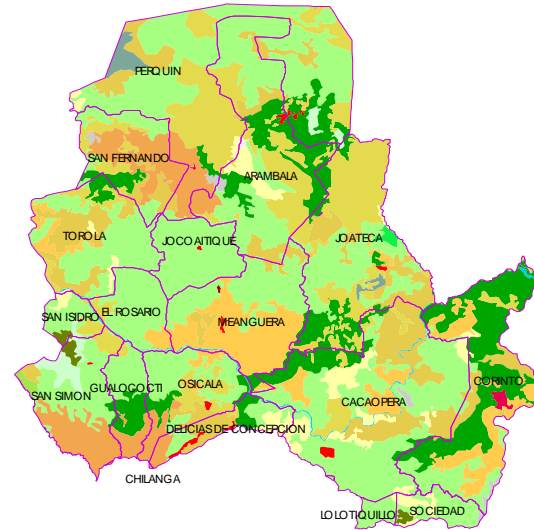 PERQUIN
SAN FERNANDO
ARAMBALA
TOROLA
JOCOAITIQUE
JOATECA
SAN ISIDRO
EL ROSARIO
MEANGUERA
SAN SIMON
GUALOCOCTI
OSICALA
CACAOPERA
CORINTO
DELICIAS DE CONCEPCIÓN
CHILANGA
LOLOTIQUILLO
SOCIEDAD